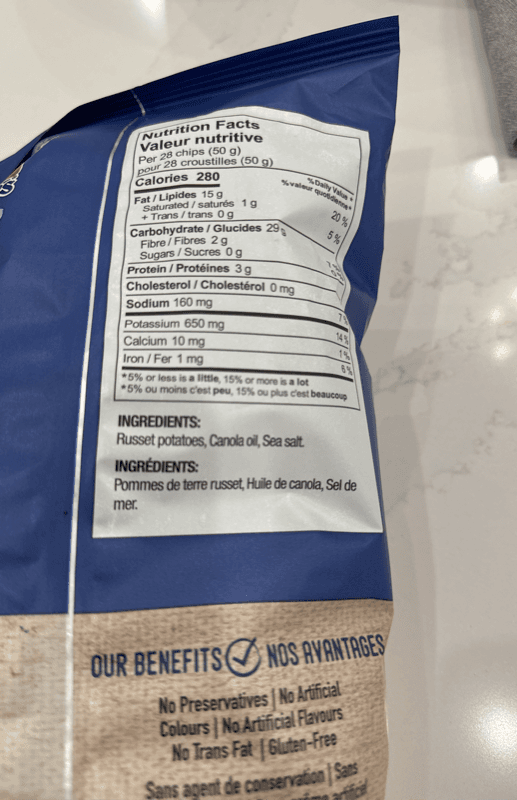 Nutrition Facts
Valeur nutritive
Per 28 chips (50 g)
pour 28 croustilles (50 g)
Calories 280
% Daily Value*
% valeur quotidienne*
Fat / Lipides 15 g 20 %
Saturated / saturés 1 g
+ Trans / trans 0 g 5 %
Carbohydrate / Glucides 29 g
Fibre / Fibres 2 g
Sugars / Sucres 0 g
Protein / Protéines 3 g
Cholesterol / Cholestérol 0 mg
Sodium 160 mg 7 %
Potassium 650 mg 14 %
Calcium 10 mg 1 %
Iron / Fer 1 mg 6 %
*5% or less is a little, 15% or more is a lot
*5% ou moins c'est peu, 15% ou plus c'est beaucoup
INGREDIENTS:
Russet potatoes, Canola oil, Sea salt.
INGRÉDIENTS:
Pommes de terre russet, Huile de canola, Sel de
mer.
OUR BENEFITS NOS AVANTAGES
No Preservatives | No Artificial
Colours | No Artificial Flavours
No Trans Fat | Gluten-Free
Sans agent de conservation | Sans
artificiel